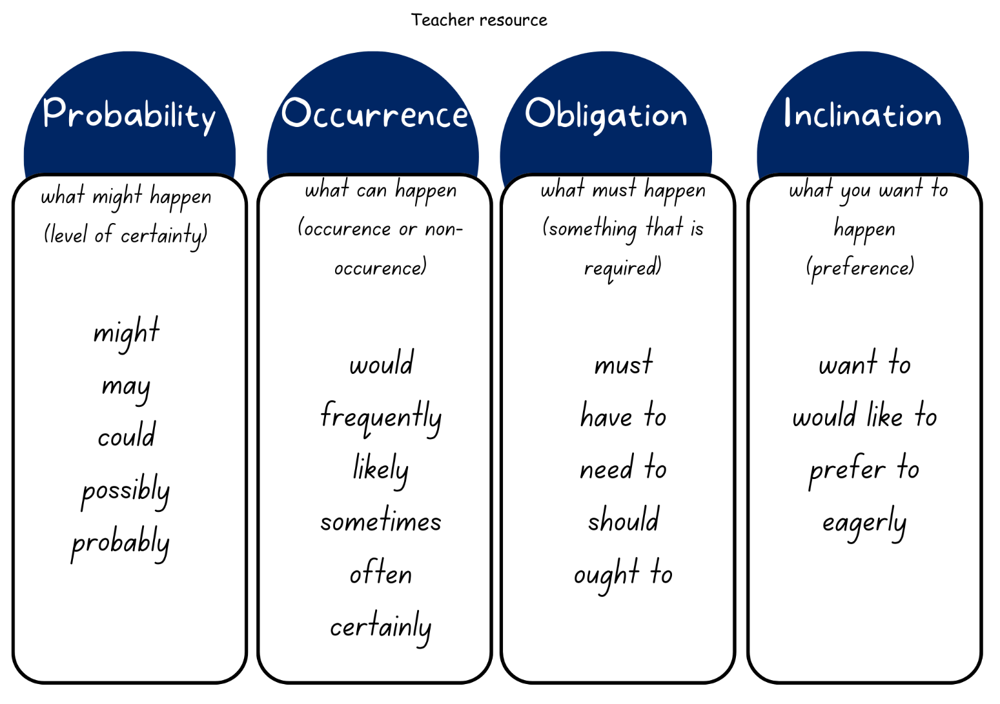 Teacher resource
Probability
what might happen
(level of certainty)
might
may
could
possibly
probably
Occurrence
what can happen
(occurence or non-
occurence)
would
frequently
likely
sometimes
often
certainly
Obligation
what must happen
(something that is
required)
must
have to
need to
should
ought to
Inclination
what you want to
happen
(preference)
want to
would like to
prefer to
eagerly